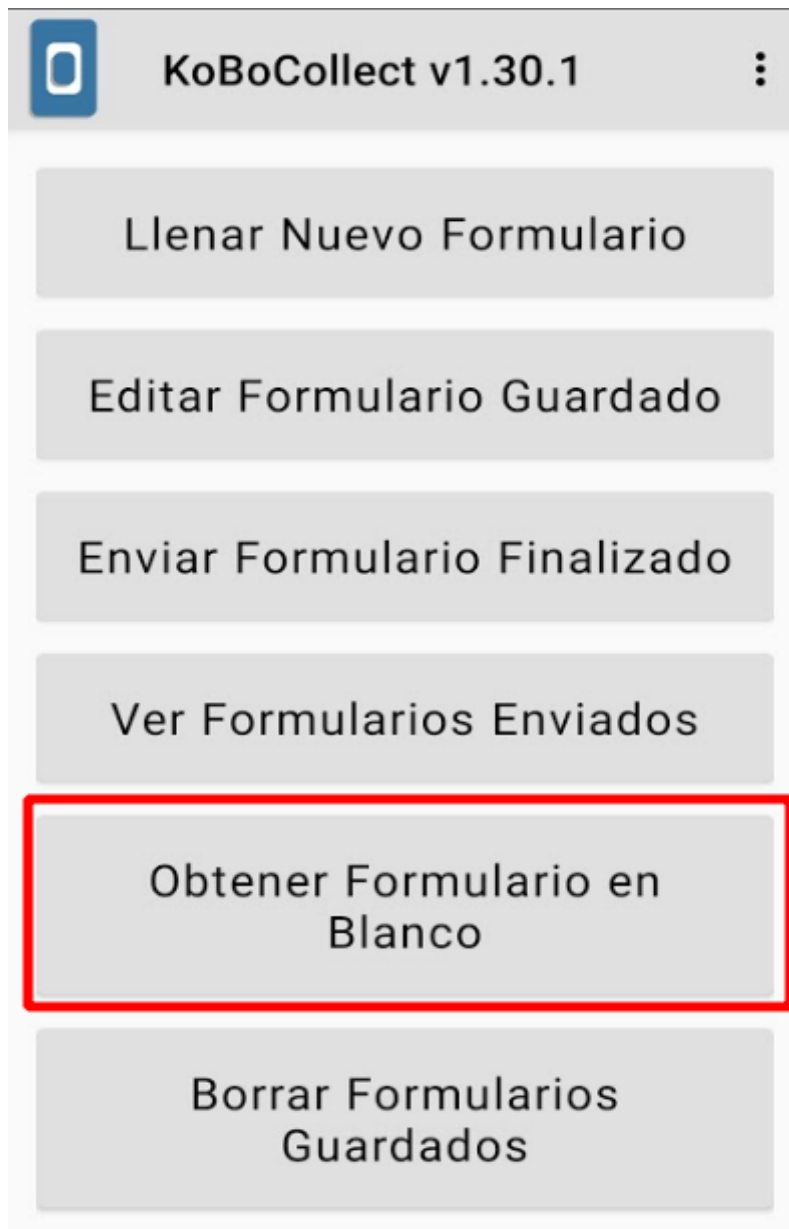 KoBoCollect v1.30.1
Llenar Nuevo Formulario
Editar Formulario Guardado
Enviar Formulario Finalizado
Ver Formularios Enviados
Obtener Formulario en
Blanco
Borrar Formularios
Guardados